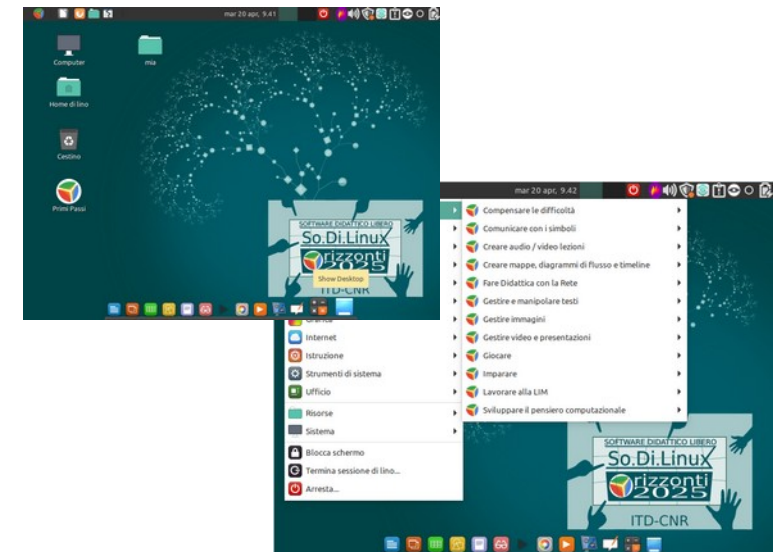 mar 20 apr, 9.41
Computer
mia
Home di lino
Cestino
Primi Passi
SOFTWARE DIDATTICO LIBERO
So.Di.Linux
Orizzonti
2025
Show Desktop
ITD-CNR
mar 20 apr, 9.42
Compensare le difficoltà
Comunicare con i simboli
Creare audio / video lezioni
Creare mappe, diagrammi di flusso e timeline
Fare Didattica con la Rete
Gestire e manipolare testi
Gestire immagini
Gestire video e presentazioni
Giocare
Imparare
Lavorare alla LIM
Sviluppare il pensiero computazionale
Grafica
Internet
Istruzione
Strumenti di sistema
Ufficio
Risorse
Sistema
Blocca schermo
Termina sessione di lino...
Arresta...
SOFTWARE DIDATTICO LIBERO
So.Di.Linux
Orizzonti
2025
ITD-CNR